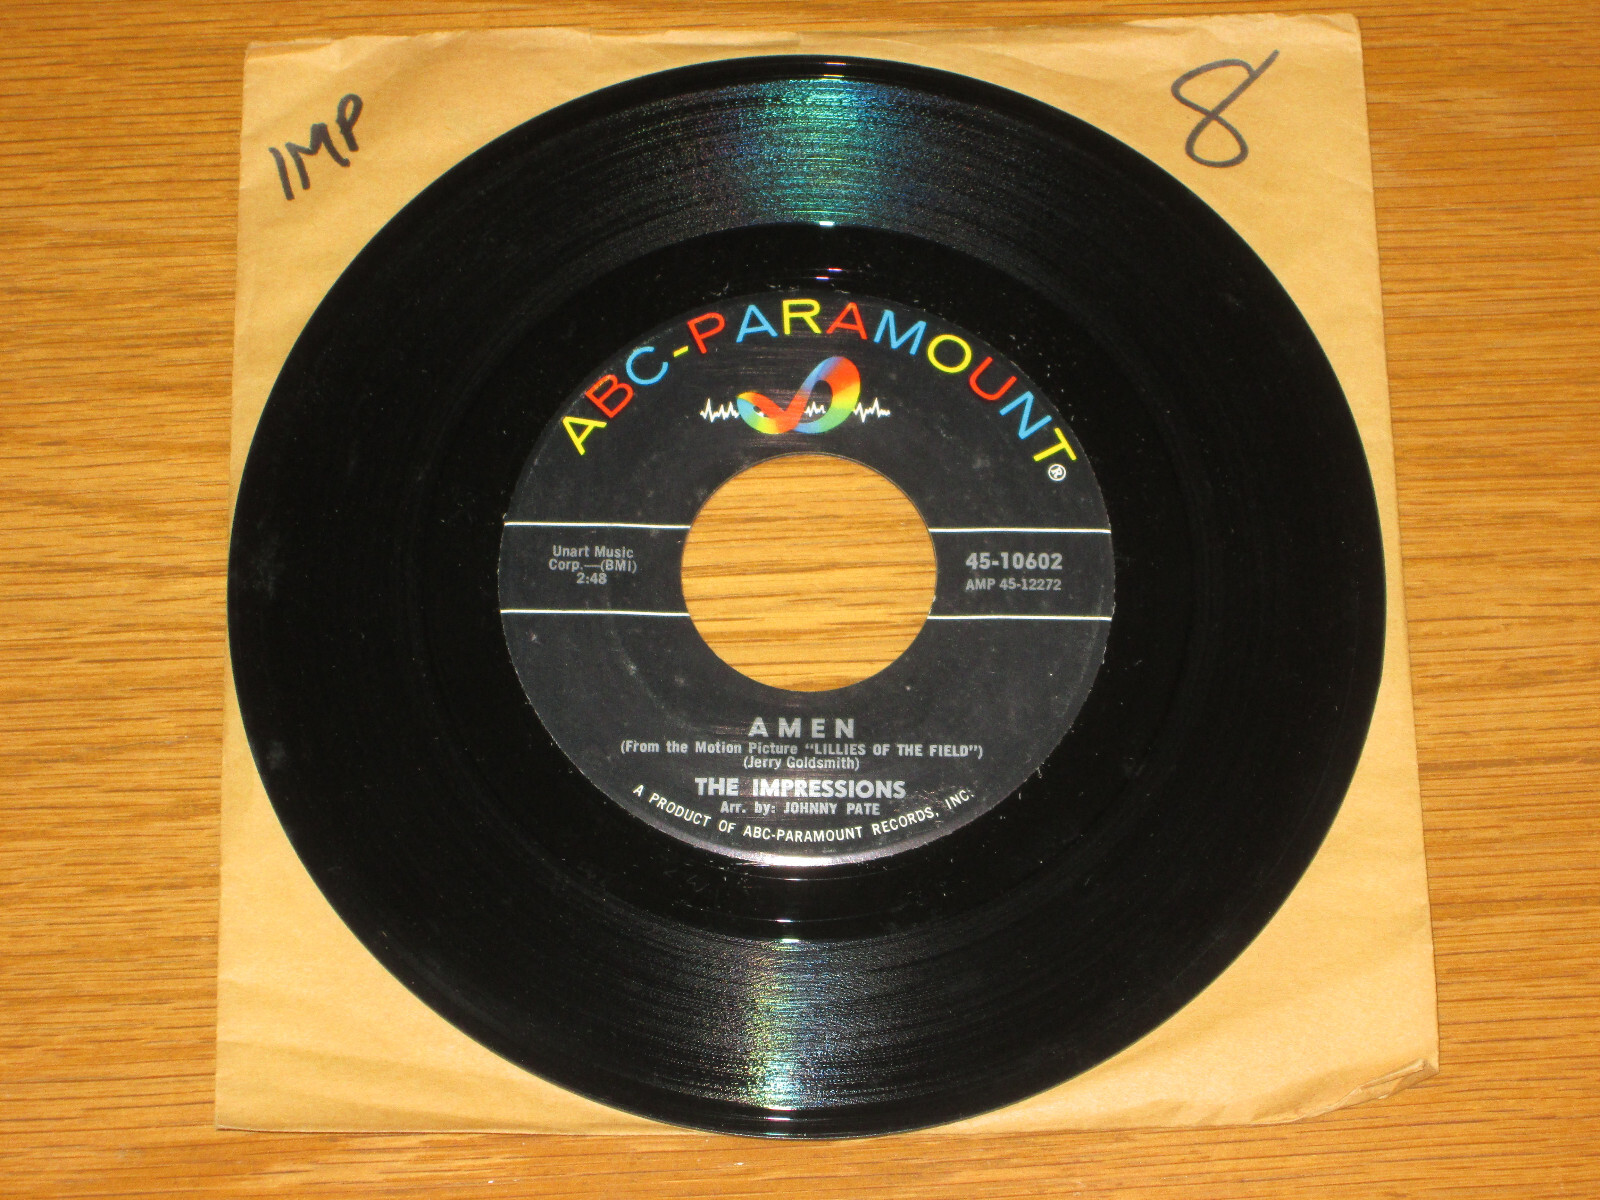 IMP
8
ABC-PARAMOUNT®
Unart Music
Corp.—(BMI)
2:48
45-10602
AMP 45-12272
AMEN
(From the Motion Picture "LILLIES OF THE FIELD")
(Jerry Goldsmith)
THE IMPRESSIONS
Arr. by: JOHNNY PATE
A PRODUCT OF ABC-PARAMOUNT RECORDS, INC.